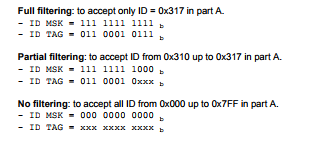 Full filtering: to accept only ID = 0x317 in part A.
- ID MSK = 111 1111 1111 b
- ID TAG = 011 0001 0111 b
Partial filtering: to accept ID from 0x310 up to 0x317 in part A.
- ID MSK = 111 1111 1000 b
- ID TAG = 011 0001 0xxx b
No filtering: to accept all ID from 0x000 up to 0x7FF in part A.
- ID MSK = 000 0000 0000 b
- ID TAG = xxx xxxx xxxx b